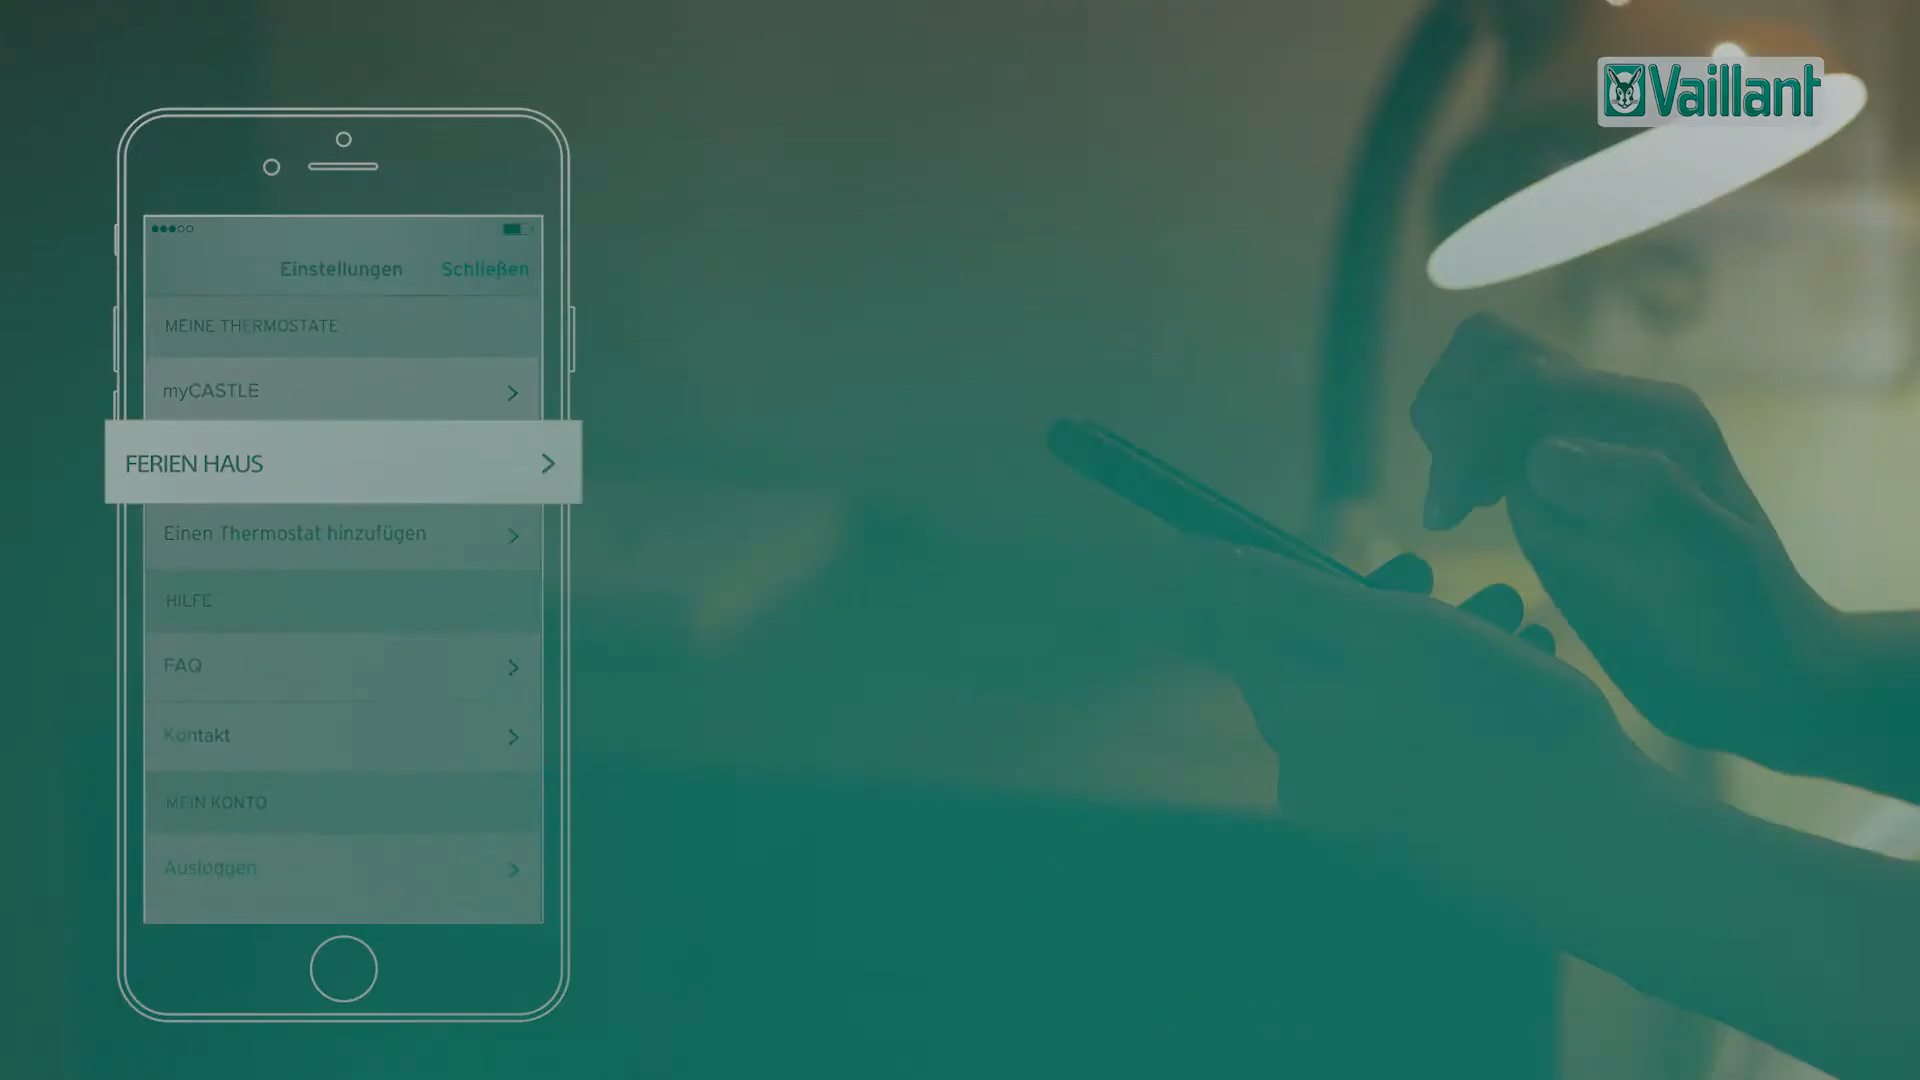 Vaillant
Einstellungen Schließen
MEINE THERMOSTATE
myCASTLE
FERIEN HAUS
Einen Thermostat hinzufügen
HILFE
FAQ
Kontakt
MEIN KONTO
Ausloggen